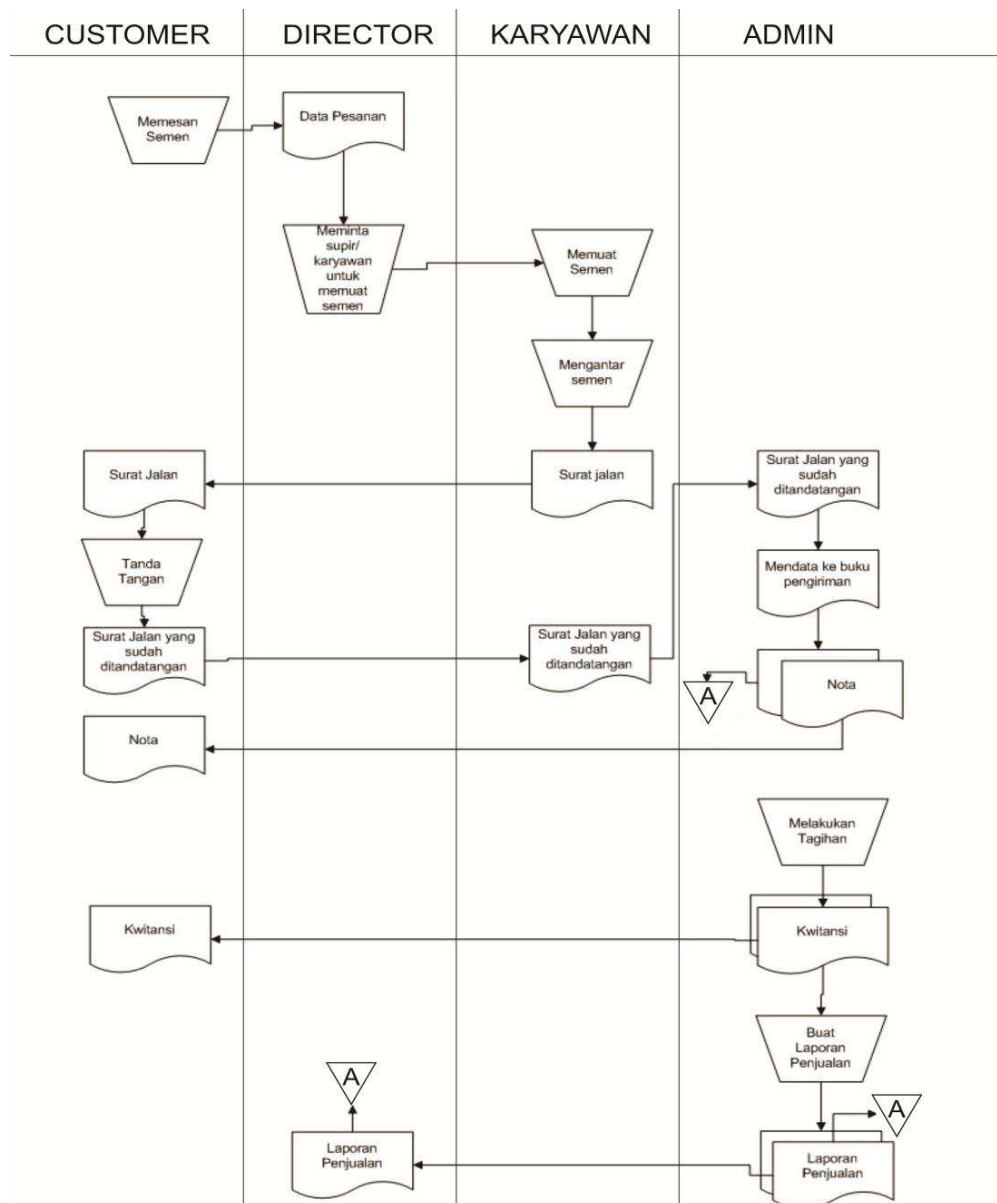 CUSTOMER DIRECTOR KARYAWAN ADMIN
Memesan
Semen
Data Pesanan
Meminta
supir/
karyawan
untuk
memuat
semen
Memuat
Semen
Mengantar
semen
Surat Jalan
Surat jalan
Surat Jalan yang
sudah
ditandatangan
Tanda
Tangan
Mendata ke buku
pengiriman
Surat Jalan yang
sudah
ditandatangan
Surat Jalan yang
sudah
ditandatangan
A
Nota
Nota
Melakukan
Tagihan
Kwitansi
Kwitansi
Buat
Laporan
Penjualan
A
A
Laporan
Penjualan
Laporan
Penjualan